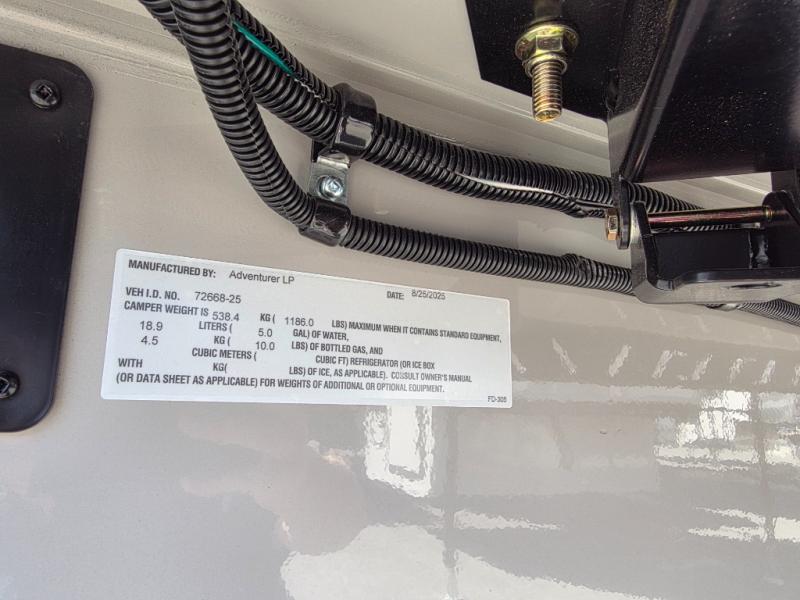 MANUFACTURED BY: Adventurer LP
DATE: 8/25/2025
VEH I.D. NO. 72668-25
CAMPER WEIGHT IS 538.4 KG ( 1186.0 LBS) MAXIMUM WHEN IT CONTAINS STANDARD EQUIPMENT,
18.9 LITERS ( 5.0 GAL) OF WATER,
4.5 KG ( 10.0 LBS) OF BOTTLED GAS, AND
CUBIC METERS ( CUBIC FT) REFRIGERATOR (OR ICE BOX
WITH KG( LBS) OF ICE, AS APPLICABLE). CONSULT OWNER'S MANUAL
(OR DATA SHEET AS APPLICABLE) FOR WEIGHTS OF ADDITIONAL OR OPTIONAL EQUIPMENT.
FD-305